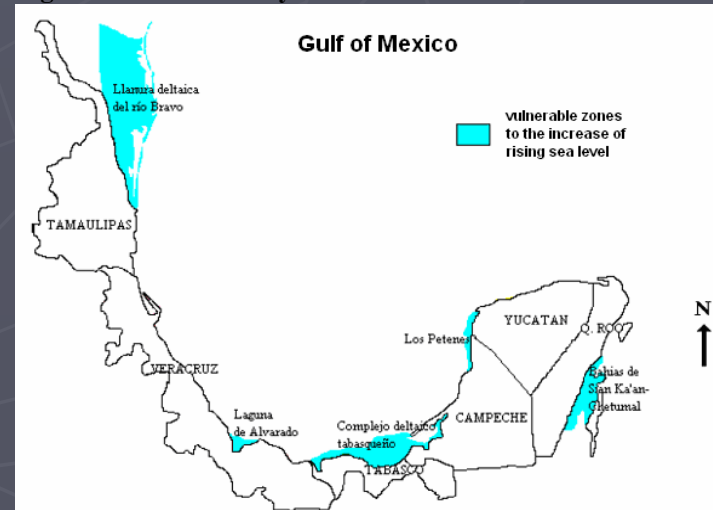 Gulf of Mexico
Llanura deltaica
del río Bravo
vulnerable zones
to the increase of
rising sea level
TAMAULIPAS
N
YUCATAN
Q. ROO
Los Petenes
Bahias de
Sian Ka'an-
Chetumal
VERACRUZ
Laguna
de Alvarado
Complejo deltaico
tabasqueño
CAMPECHE
TABASCO